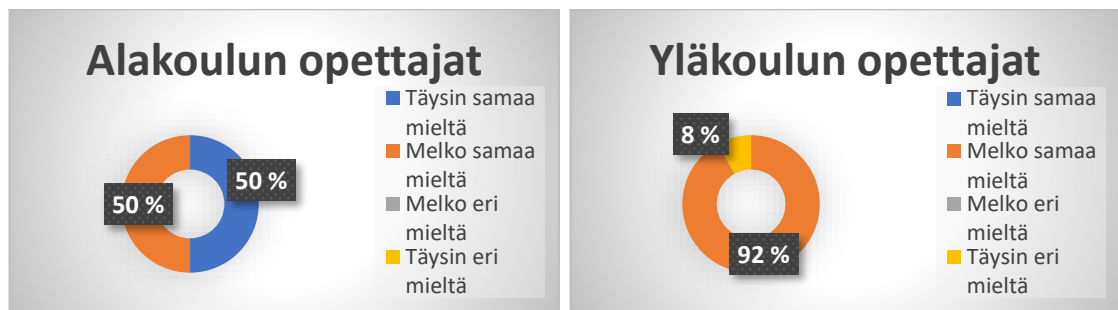 Alakoulun opettajat
Täysin samaa
mieltä
Melko samaa
mieltä
Melko eri
mieltä
Täysin eri
mieltä
50 %
50 %
Yläkoulun opettajat
Täysin samaa
mieltä
Melko samaa
mieltä
Melko eri
mieltä
Täysin eri
mieltä
8 %
92 %